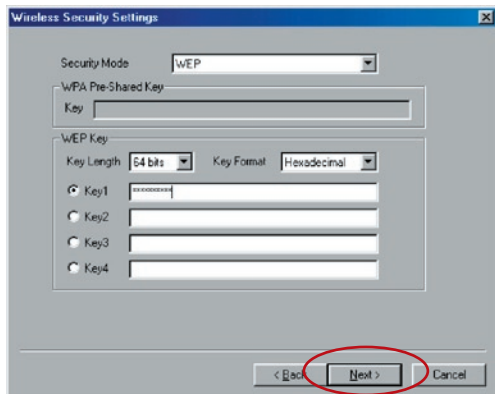 Wireless Security Settings
Security Mode WEP
WPA Pre-Shared Key
Key
WEP Key
Key Length 64 bits Key Format Hexadecimal
Key1 **********
Key2
Key3
Key4
< Back Next > Cancel